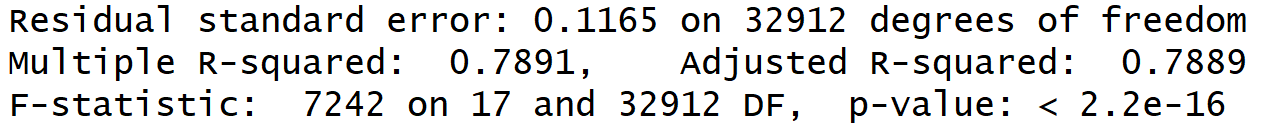 Residual standard error: 0.1165 on 32912 degrees of freedom
Multiple R-squared:  0.7891,    Adjusted R-squared:  0.7889
F-statistic:  7242 on 17 and 32912 DF,  p-value: < 2.2e-16